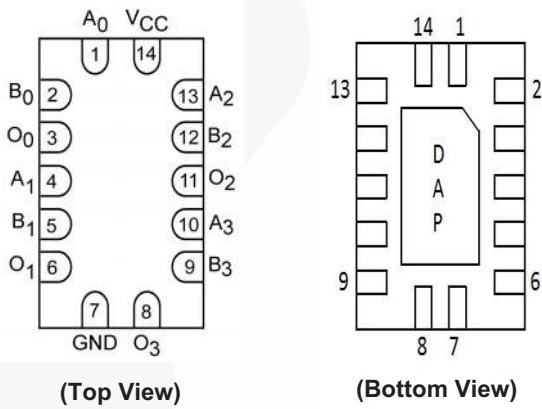 A0 VCC
1 14
B0 2 13 A2
O0 3 12 B2
A1 4 11 O2
B1 5 10 A3
O1 6 9 B3
7 8
GND O3
(Top View)
14 1
13 2
D
A
P
9 6
8 7
(Bottom View)